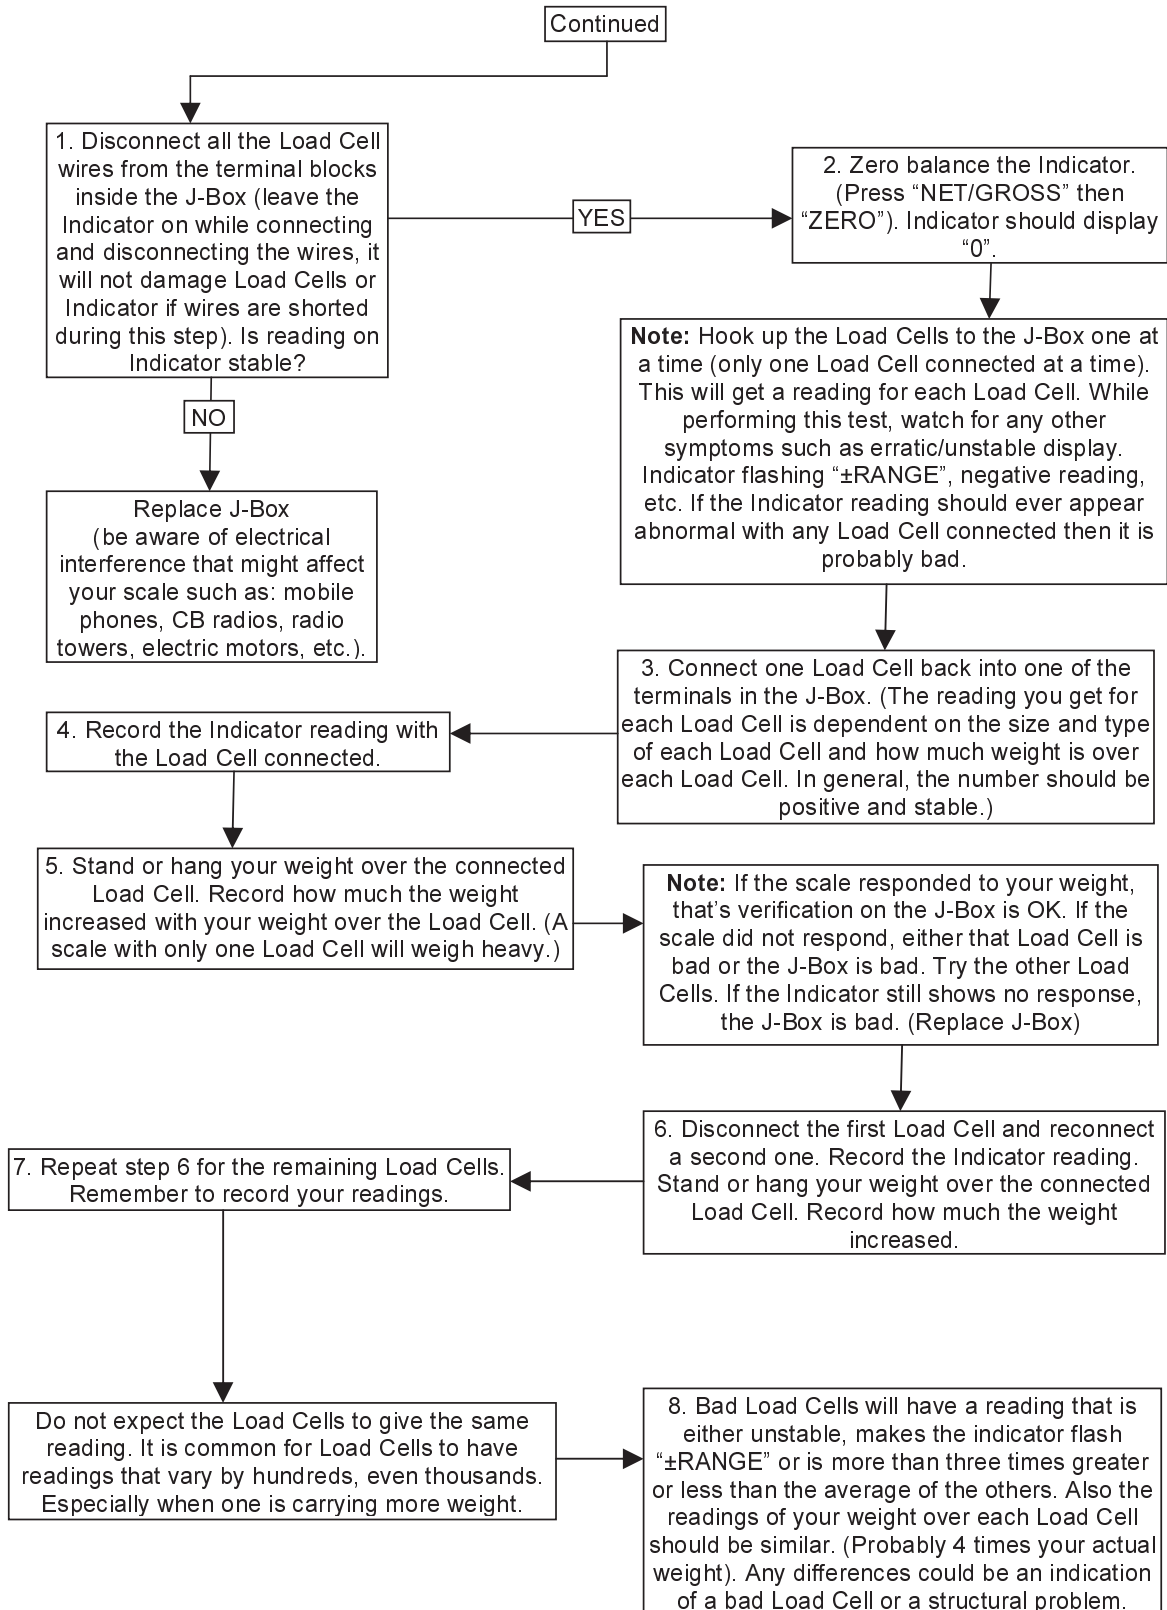 Continued
1. Disconnect all the Load Cell
wires from the terminal blocks
inside the J-Box (leave the
Indicator on while connecting
and disconnecting the wires, it
will not damage Load Cells or
Indicator if wires are shorted
during this step). Is reading on
Indicator stable?
YES
2. Zero balance the Indicator.
(Press “NET/GROSS” then
“ZERO”). Indicator should display
“0”.
NO
Replace J-Box
(be aware of electrical
interference that might affect
your scale such as: mobile
phones, CB radios, radio
towers, electric motors, etc.).
Note: Hook up the Load Cells to the J-Box one at
a time (only one Load Cell connected at a time).
This will get a reading for each Load Cell. While
performing this test, watch for any other
symptoms such as erratic/unstable display.
Indicator flashing “±RANGE”, negative reading,
etc. If the Indicator reading should ever appear
abnormal with any Load Cell connected then it is
probably bad.
3. Connect one Load Cell back into one of the
terminals in the J-Box. (The reading you get for
each Load Cell is dependent on the size and type
of each Load Cell and how much weight is over
each Load Cell. In general, the number should be
positive and stable.)
4. Record the Indicator reading with
the Load Cell connected.
5. Stand or hang your weight over the connected
Load Cell. Record how much the weight
increased with your weight over the Load Cell. (A
scale with only one Load Cell will weigh heavy.)
Note: If the scale responded to your weight,
that’s verification on the J-Box is OK. If the
scale did not respond, either that Load Cell is
bad or the J-Box is bad. Try the other Load
Cells. If the Indicator still shows no response,
the J-Box is bad. (Replace J-Box)
6. Disconnect the first Load Cell and reconnect
a second one. Record the Indicator reading.
Stand or hang your weight over the connected
Load Cell. Record how much the weight
increased.
7. Repeat step 6 for the remaining Load Cells.
Remember to record your readings.
Do not expect the Load Cells to give the same
reading. It is common for Load Cells to have
readings that vary by hundreds, even thousands.
Especially when one is carrying more weight.
8. Bad Load Cells will have a reading that is
either unstable, makes the indicator flash
“±RANGE” or is more than three times greater
or less than the average of the others. Also the
readings of your weight over each Load Cell
should be similar. (Probably 4 times your actual
weight). Any differences could be an indication
of a bad Load Cell or a structural problem.